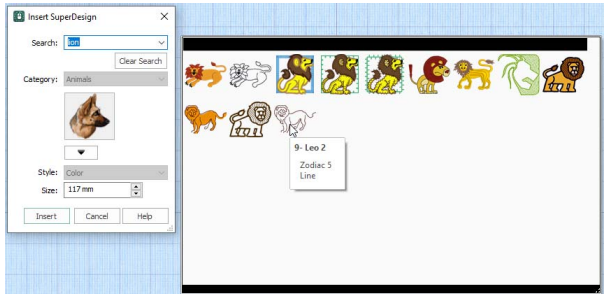 Insert SuperDesign
Search: lion
Clear Search
Category: Animals
Style: Color
Size: 117 mm
Insert Cancel Help
9- Leo 2
Zodiac 5
Line